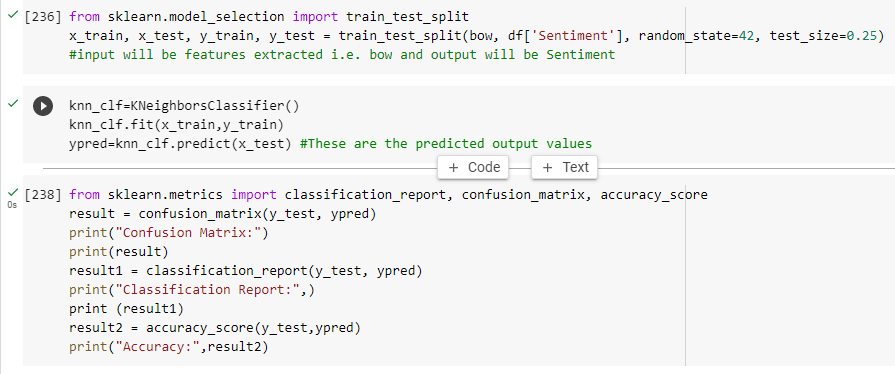 [236] from sklearn.model_selection import train_test_split
x_train, x_test, y_train, y_test = train_test_split(bow, df['Sentiment'], random_state=42, test_size=0.25)
#input will be features extracted i.e. bow and output will be Sentiment
knn_clf=KNeighborsClassifier()
knn_clf.fit(x_train,y_train)
ypred=knn_clf.predict(x_test) #These are the predicted output values
+ Code + Text
[238] from sklearn.metrics import classification_report, confusion_matrix, accuracy_score
0s
result = confusion_matrix(y_test, ypred)
print("Confusion Matrix:")
print(result)
result1 = classification_report(y_test, ypred)
print("Classification Report:",)
print (result1)
result2 = accuracy_score(y_test,ypred)
print("Accuracy:",result2)